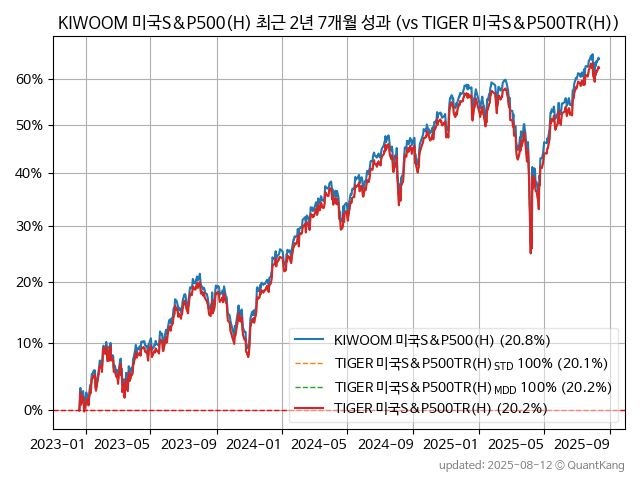 KIWOOM 미국S&P500(H) 최근 2년 7개월 성과 (vs TIGER 미국S&P500TR(H))
60%
50%
40%
30%
20%
10%
0%
KIWOOM 미국S&P500(H) (20.8%)
TIGER 미국S&P500TR(H) STD 100% (20.1%)
TIGER 미국S&P500TR(H) MDD 100% (20.2%)
TIGER 미국S&P500TR(H) (20.2%)
2023-01 2023-05 2023-09 2024-01 2024-05 2024-09 2025-01 2025-05 2025-09
updated: 2025-08-12 © QuantKang